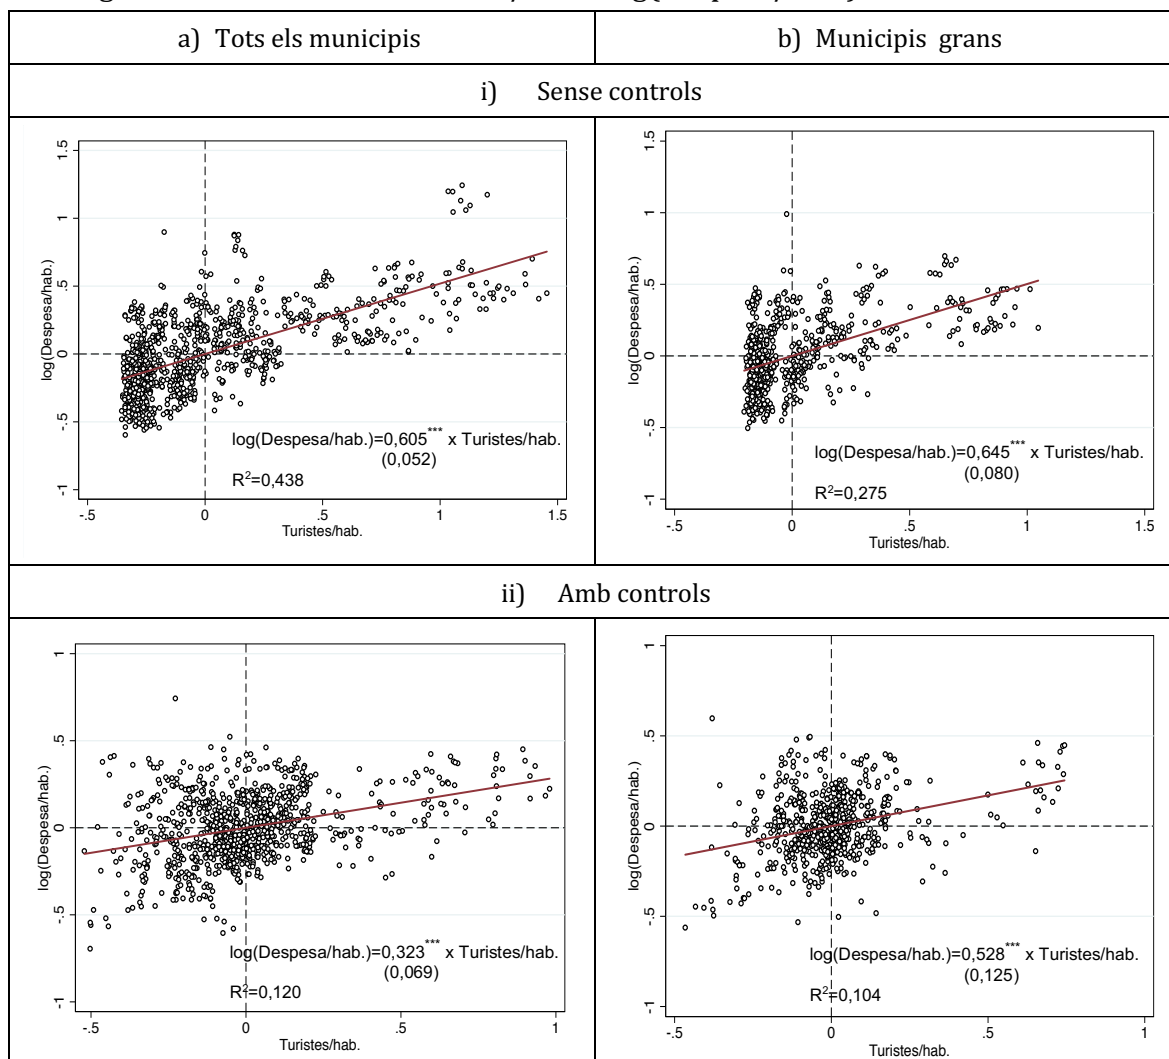 a) Tots els municipis
b) Municipis grans
i) Sense controls
log(Despesa/hab.)
1.5
1
.5
0
.5
-1
log(Despesa/hab.)=0,605*** x Turistes/hab.
(0,052)
R²=0,438
-.5
0
.5
1
1.5
Turistes/hab.
log(Despesa/hab.)
1.5
1
.5
0
.5
-1
log(Despesa/hab.)=0,645*** x Turistes/hab.
(0,080)
R²=0,275
-.5
0
.5
1
1.5
Turistes/hab.
ii) Amb controls
log(Despesa/hab.)
1
.5
0
-.5
-1
log(Despesa/hab.)=0,323*** x Turistes/hab.
(0,069)
R²=0,120
-.5
0
.5
1
Turistes/hab.
log(Despesa/hab.)
1
.5
0
-.5
-1
log(Despesa/hab.)=0,528*** x Turistes/hab.
(0,125)
R²=0,104
-.5
0
.5
1
Turistes/hab.